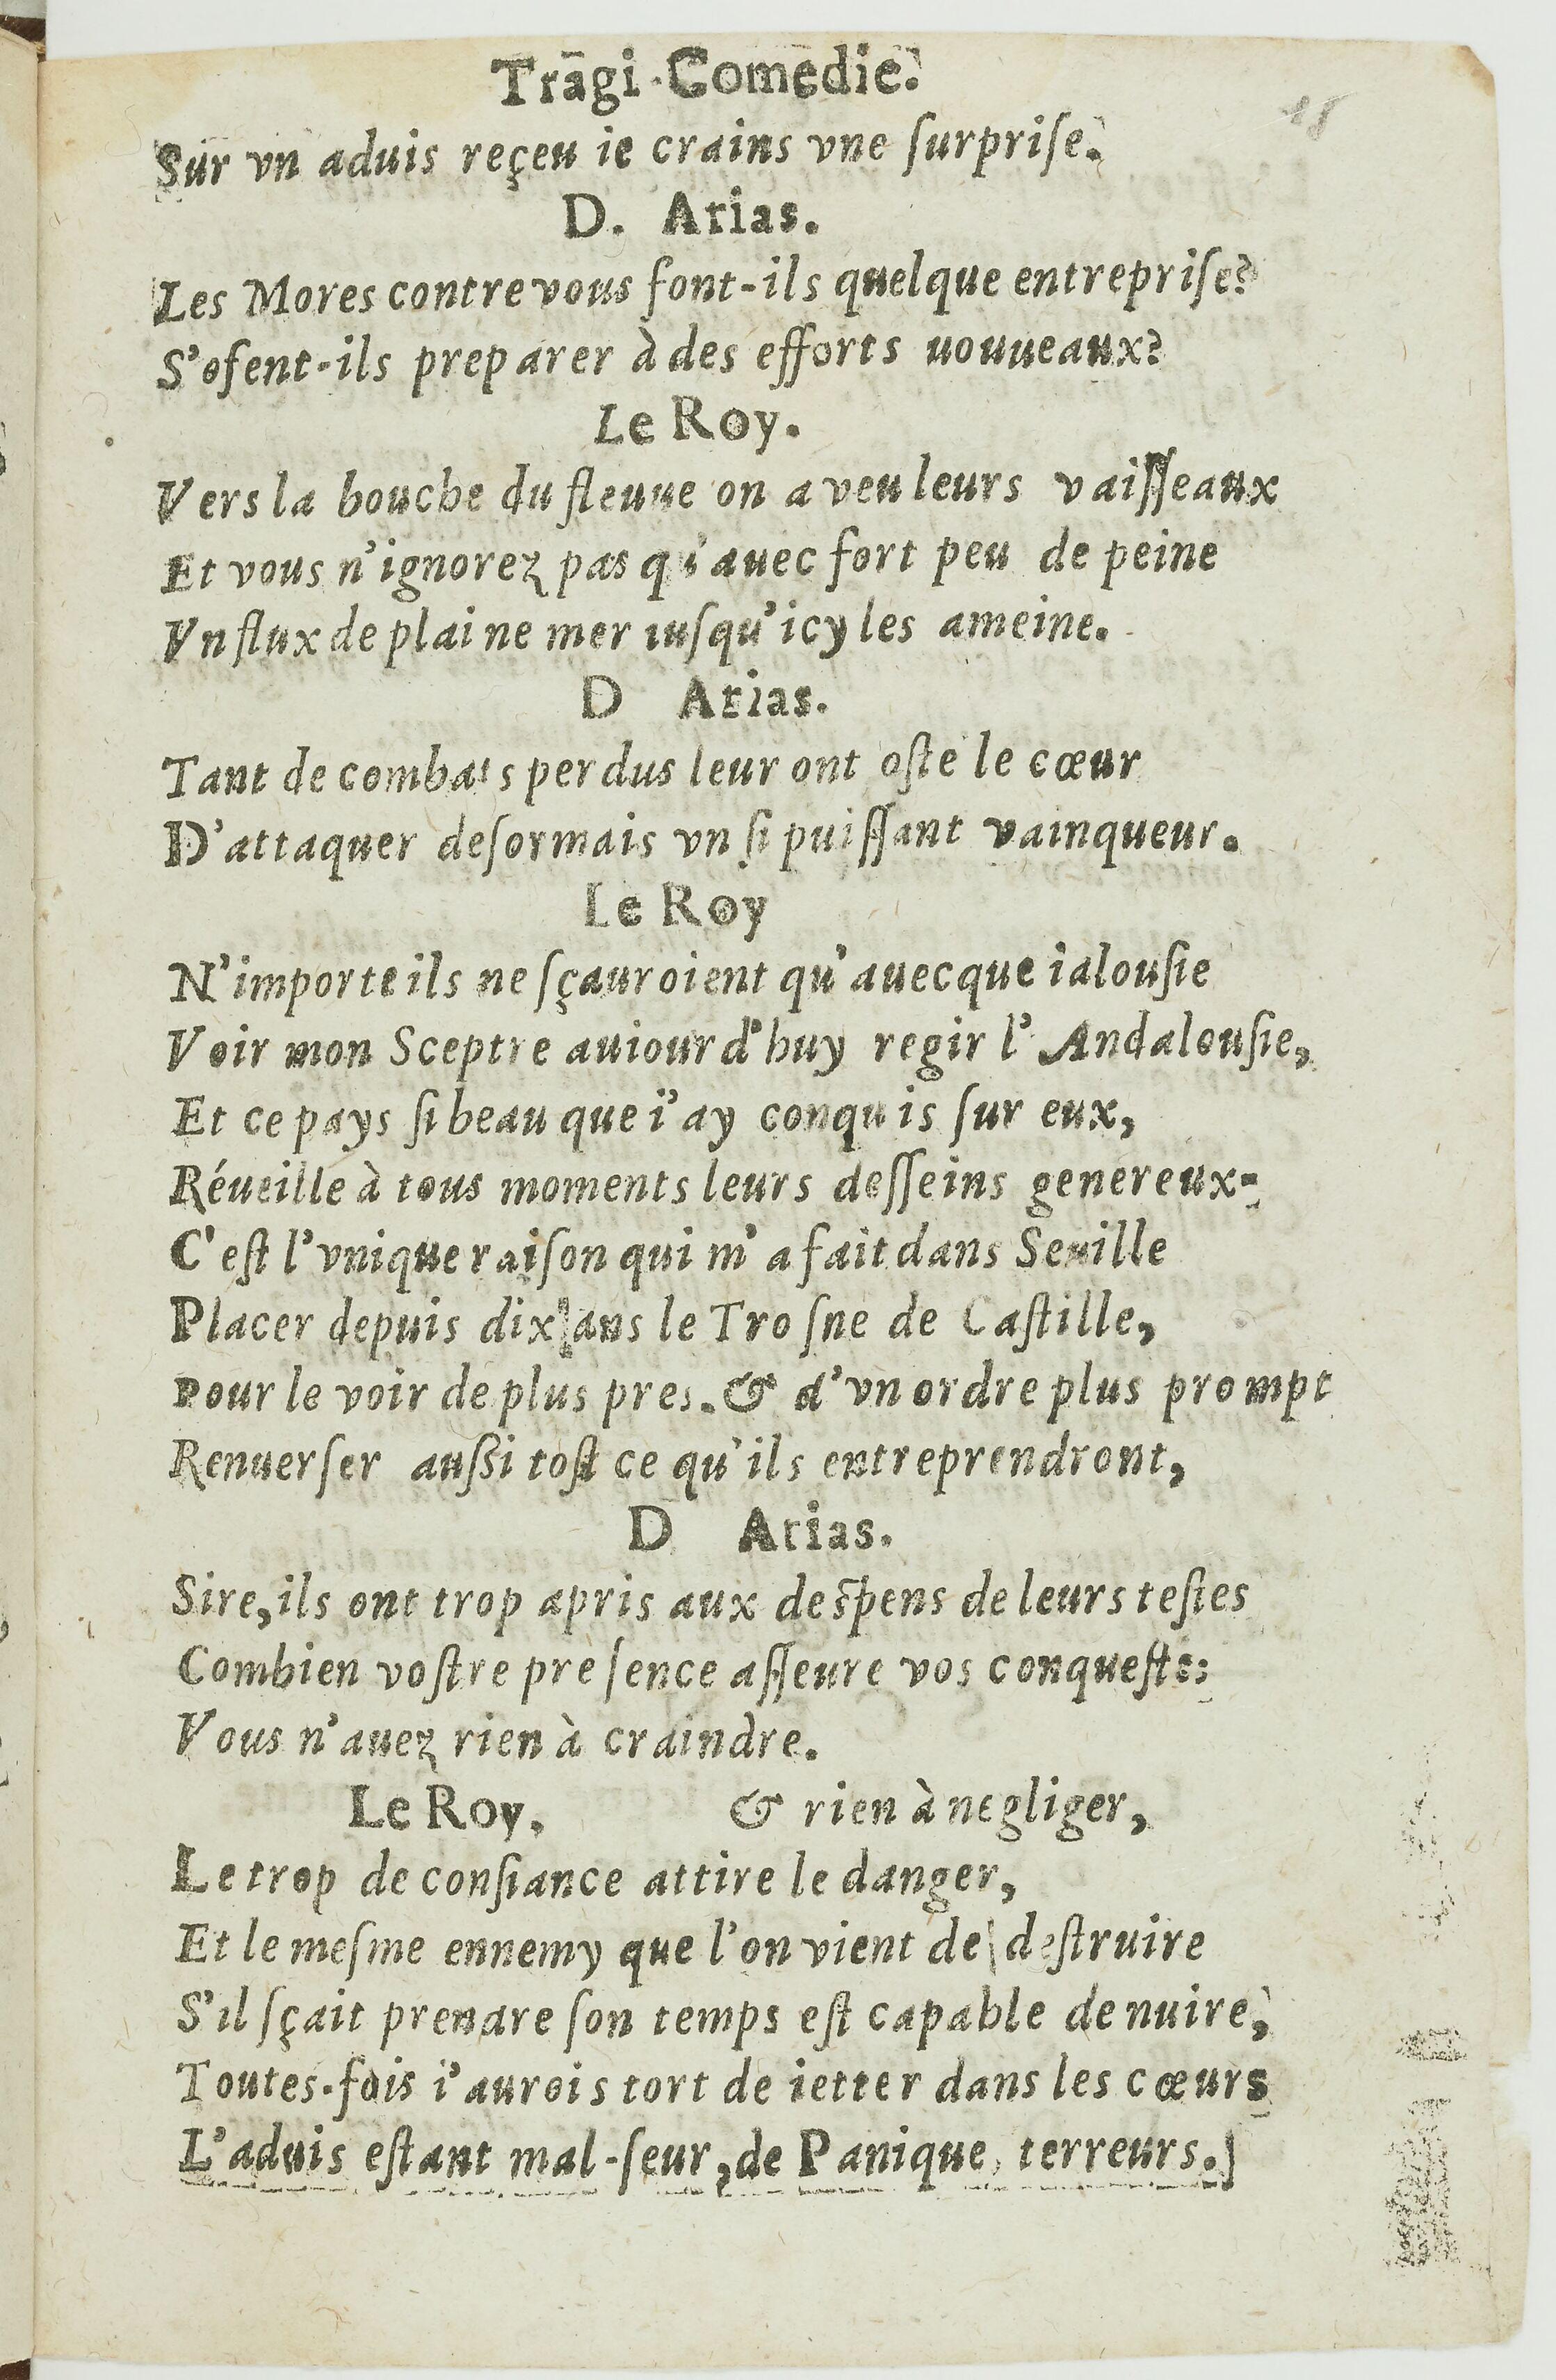 Tragi-Comedie.
Sur vn aduis reçeu ie crains vne ſurpriſe.
D. Arias.
Les Mores contre vous font-ils quelque entrepriſe?
S'oſent-ils preparer à des efforts uouueaux?
Le Roy.
Vers la bouche du fleuue on a veu leurs vaiſſeaux
Et vous n'ignorez pas qu'auec fort peu de peine
Vn flux de plaine mer iuſqu'icy les ameine.
D Arias.
Tant de combats perdus leur ont oſte le cœur
D'attaquer deſormais vn ſi puiſſant vainqueur.
Le Roy
N'importe ils ne ſçauroient qu'auecque ialouſie
Voir mon Sceptre auiourd'huy regir l'Andalouſie,
Et ce pays ſi beau que i'ay conquis ſur eux,
Réueille à tous moments leurs deſſeins genereux-
C'eſt l'vnique raiſon qui m'a fait dans Seuille
Placer depuis dix ans le Troſne de Caſtille,
Pour le voir de plus pres. & d'vn ordre plus prompt
Renuerſer auſſi toſt ce qu'ils entreprendront,
D Arias.
Sire, ils ont trop apris aux deſpens de leurs teſtes
Combien voſtre preſence aſſeure vos conqueſtes:
Vous n'auez rien à craindre.
Le Roy. & rien à negliger,
Le trop de confiance attire le danger,
Et le meſme ennemy que l'on vient de deſtruire
S'il ſçait prendre ſon temps eſt capable de nuire,
Toutes-fois i'aurois tort de ietter dans les cœurs
L'aduis eſtant mal-ſeur, de Panique, terreurs.